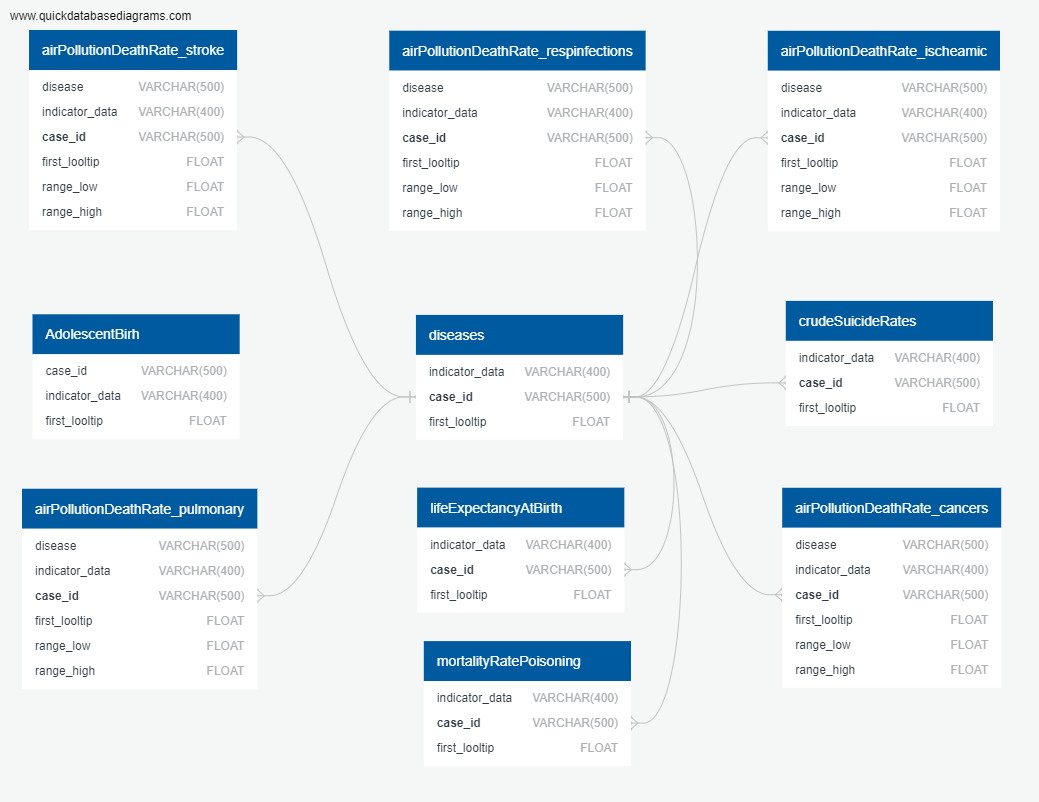 www.quickdatabasediagrams.com
airPollutionDeathRate_stroke
disease VARCHAR(500)
indicator_data VARCHAR(400)
case_id VARCHAR(500)
first_looltip FLOAT
range_low FLOAT
range_high FLOAT
airPollutionDeathRate_respinfections
disease VARCHAR(500)
indicator_data VARCHAR(400)
case_id VARCHAR(500)
first_looltip FLOAT
range_low FLOAT
range_high FLOAT
airPollutionDeathRate_ischeamic
disease VARCHAR(500)
indicator_data VARCHAR(400)
case_id VARCHAR(500)
first_looltip FLOAT
range_low FLOAT
range_high FLOAT
AdolescentBirh
case_id VARCHAR(500)
indicator_data VARCHAR(400)
first_looltip FLOAT
diseases
indicator_data VARCHAR(400)
case_id VARCHAR(500)
first_looltip FLOAT
crudeSuicideRates
indicator_data VARCHAR(400)
case_id VARCHAR(500)
first_looltip FLOAT
airPollutionDeathRate_pulmonary
disease VARCHAR(500)
indicator_data VARCHAR(400)
case_id VARCHAR(500)
first_looltip FLOAT
range_low FLOAT
range_high FLOAT
lifeExpectancyAtBirth
indicator_data VARCHAR(400)
case_id VARCHAR(500)
first_looltip FLOAT
airPollutionDeathRate_cancers
disease VARCHAR(500)
indicator_data VARCHAR(400)
case_id VARCHAR(500)
first_looltip FLOAT
range_low FLOAT
range_high FLOAT
mortalityRatePoisoning
indicator_data VARCHAR(400)
case_id VARCHAR(500)
first_looltip FLOAT